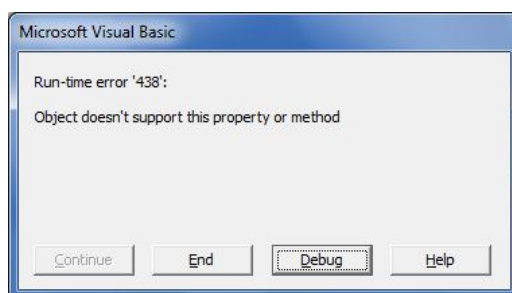 Microsoft Visual Basic
Run-time error '438':
Object doesn't support this property or method
Continue End Debug Help